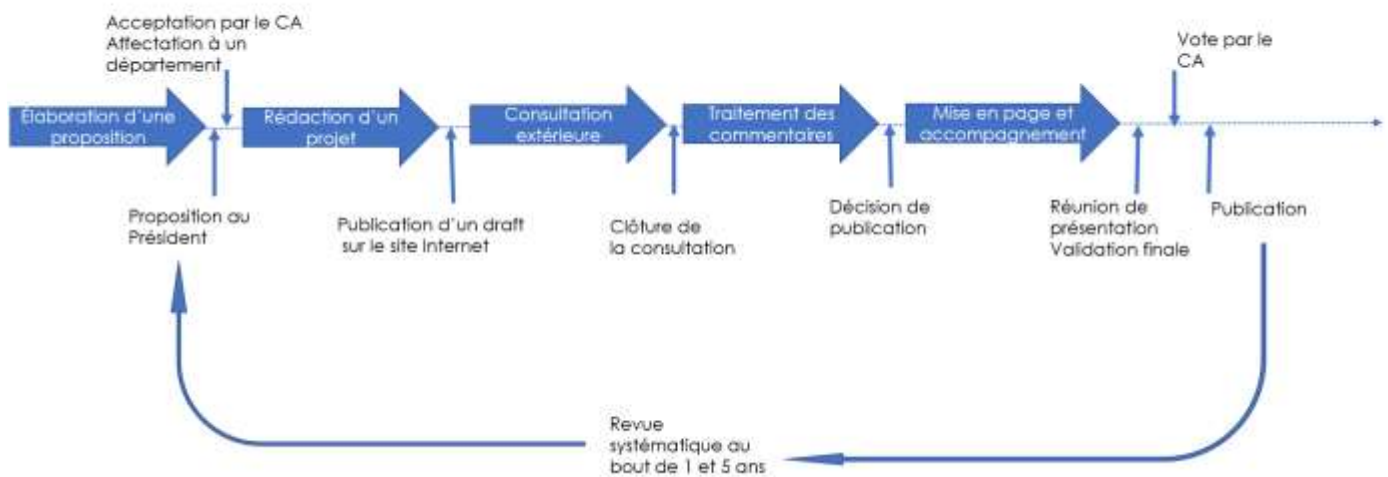 Acceptation par le CA
Affectation à un
département
Vote par le
CA
Élaboration d'une
proposition
Rédaction d'un
projet
Consultation
extérieure
Traitement des
commentaires
Mise en page et
accompagnement
Proposition au
Président
Publication d'un draft
sur le site Internet
Clôture de
la consultation
Décision de
publication
Réunion de
présentation
Validation finale
Publication
Revue
systématique au
bout de 1 et 5 ans